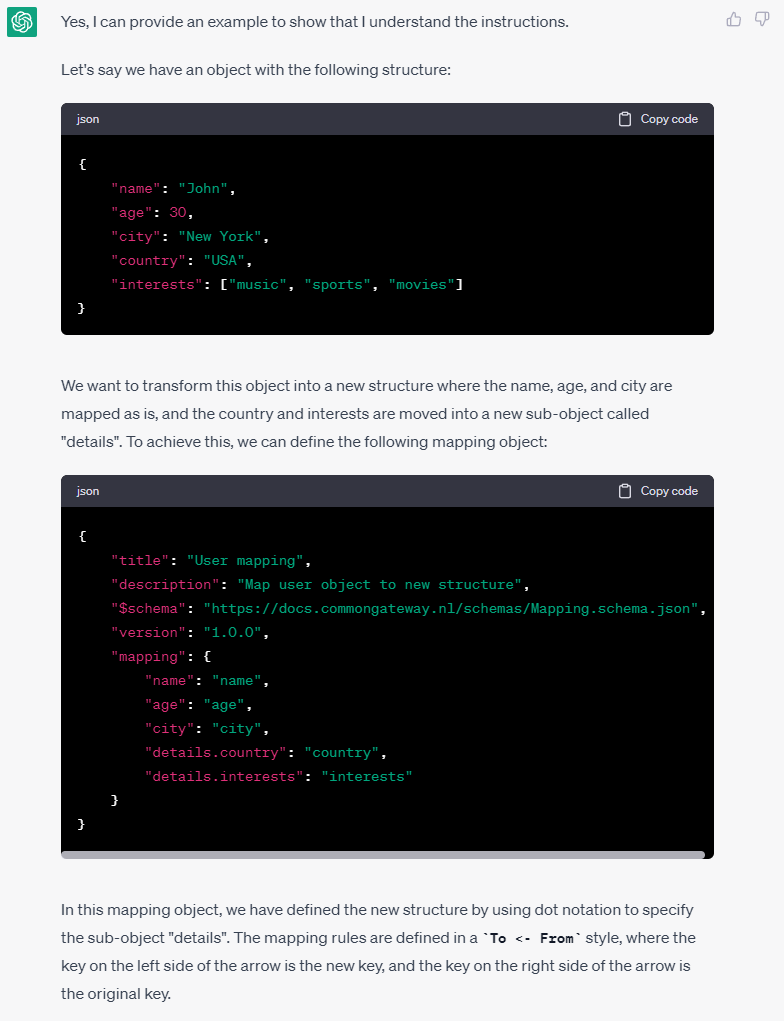 Yes, I can provide an example to show that I understand the instructions.
Let's say we have an object with the following structure:
json Copy code
{
    "name": "John",
    "age": 30,
    "city": "New York",
    "country": "USA",
    "interests": ["music", "sports", "movies"]
}
We want to transform this object into a new structure where the name, age, and city are
mapped as is, and the country and interests are moved into a new sub-object called
"details". To achieve this, we can define the following mapping object:
json Copy code
{
    "title": "User mapping",
    "description": "Map user object to new structure",
    "$schema": "https://docs.commongateway.nl/schemas/Mapping.schema.json",
    "version": "1.0.0",
    "mapping": {
        "name": "name",
        "age": "age",
        "city": "city",
        "details.country": "country",
        "details.interests": "interests"
    }
}
In this mapping object, we have defined the new structure by using dot notation to specify
the sub-object "details". The mapping rules are defined in a `To <- From` style, where the
key on the left side of the arrow is the new key, and the key on the right side of the arrow is
the original key.